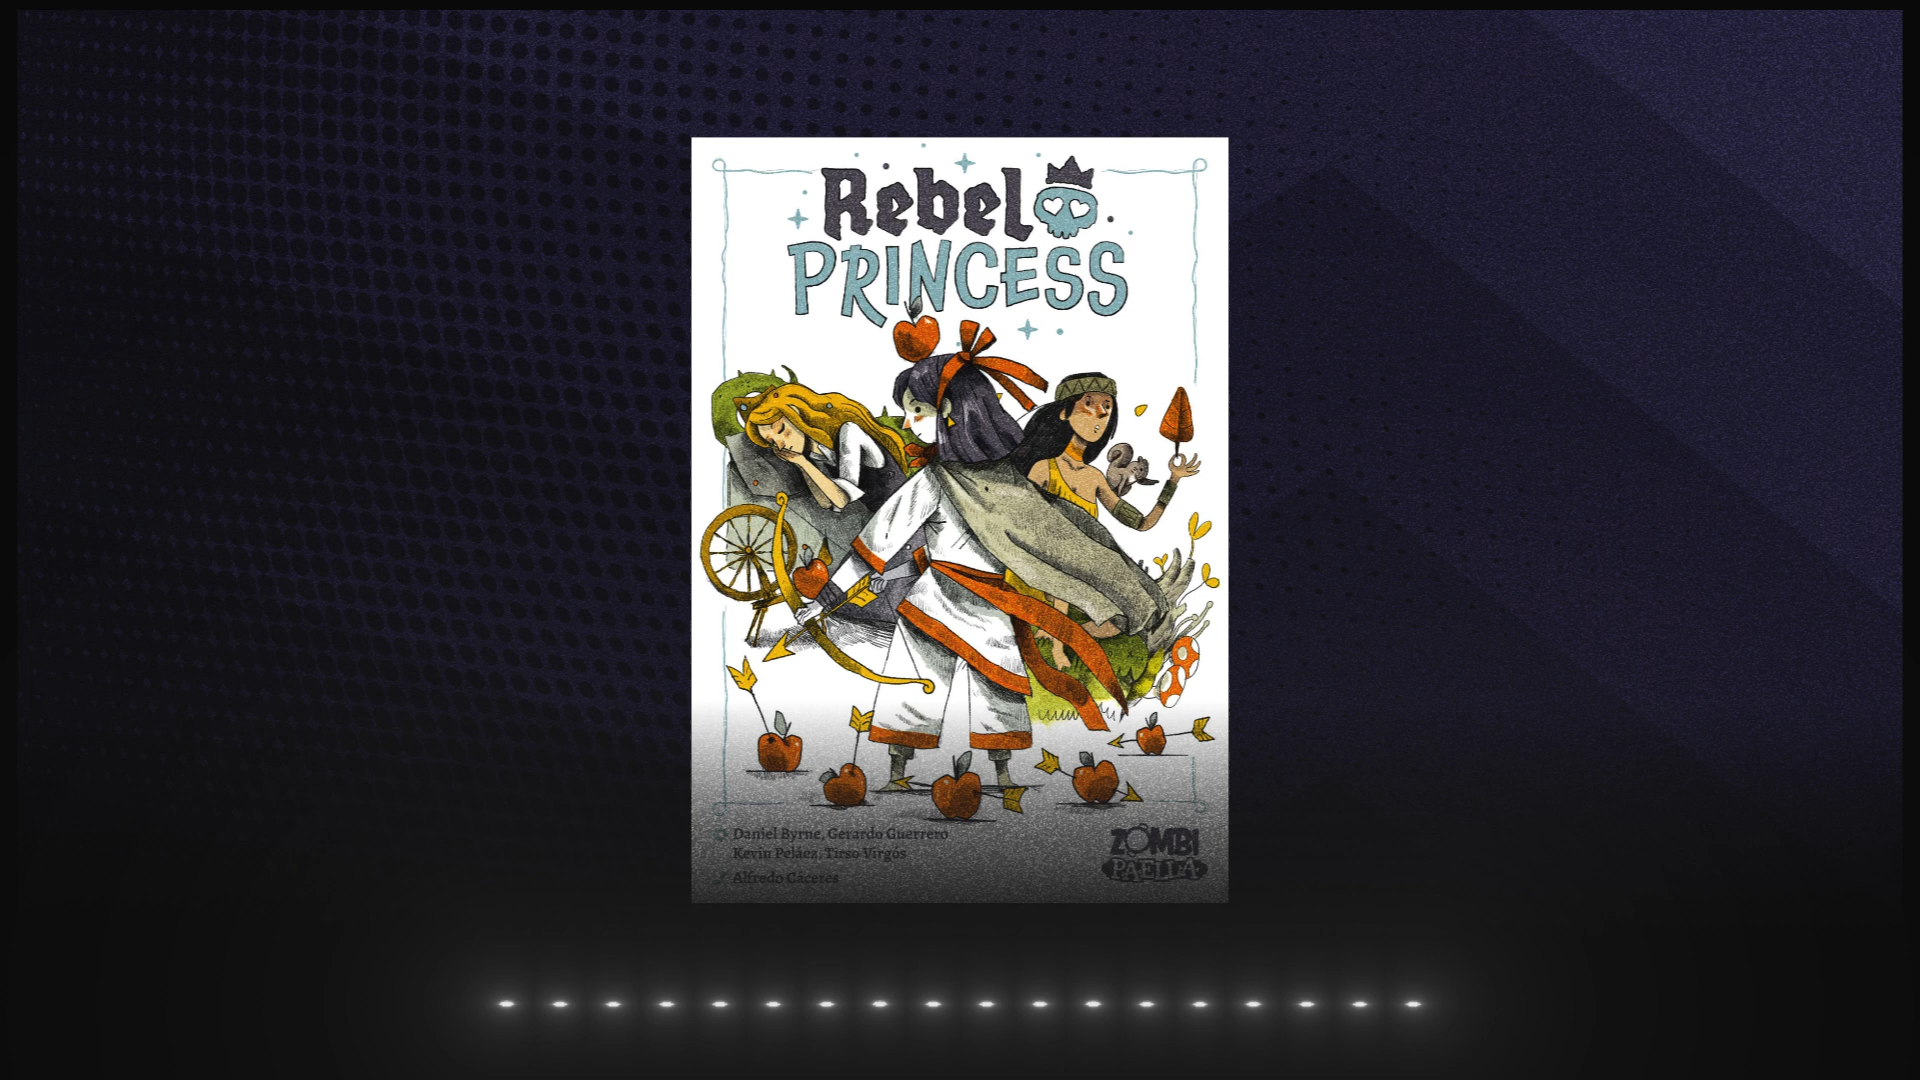 Rebel
PRINCESS
Daniel Byrne, Gerardo Guerrero
Kevin Peláez, Tirso Virgós
Alfredo Cáceres
ZOMBI
PAELLA